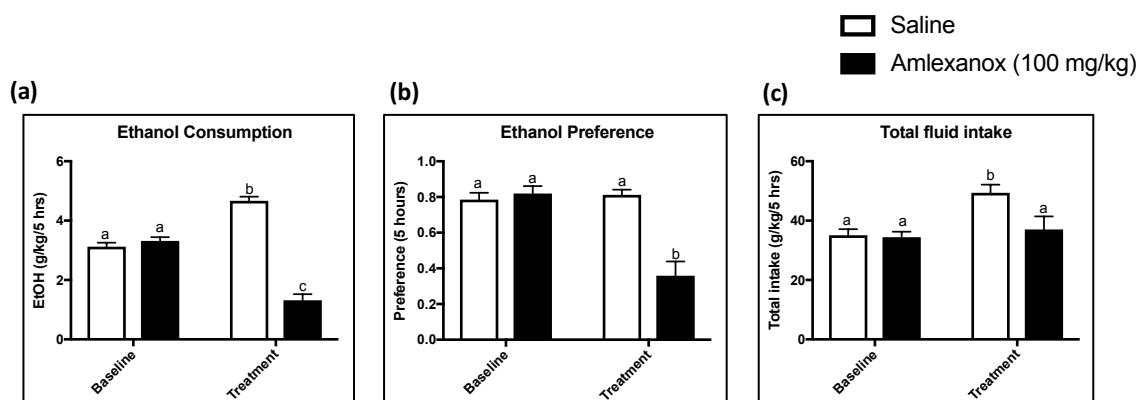 Saline
Amlexanox (100 mg/kg)
(a)
Ethanol Consumption
EtOH (g/kg/5 hrs)
6
4
2
0
a
a
b
c
Baseline
Treatment
(b)
Ethanol Preference
Preference (5 hours)
1.0
0.8
0.6
0.4
0.2
0.0
a
a
a
b
Baseline
Treatment
(c)
Total fluid intake
Total intake (g/kg/5 hrs)
60
40
20
0
a
a
b
a
Baseline
Treatment